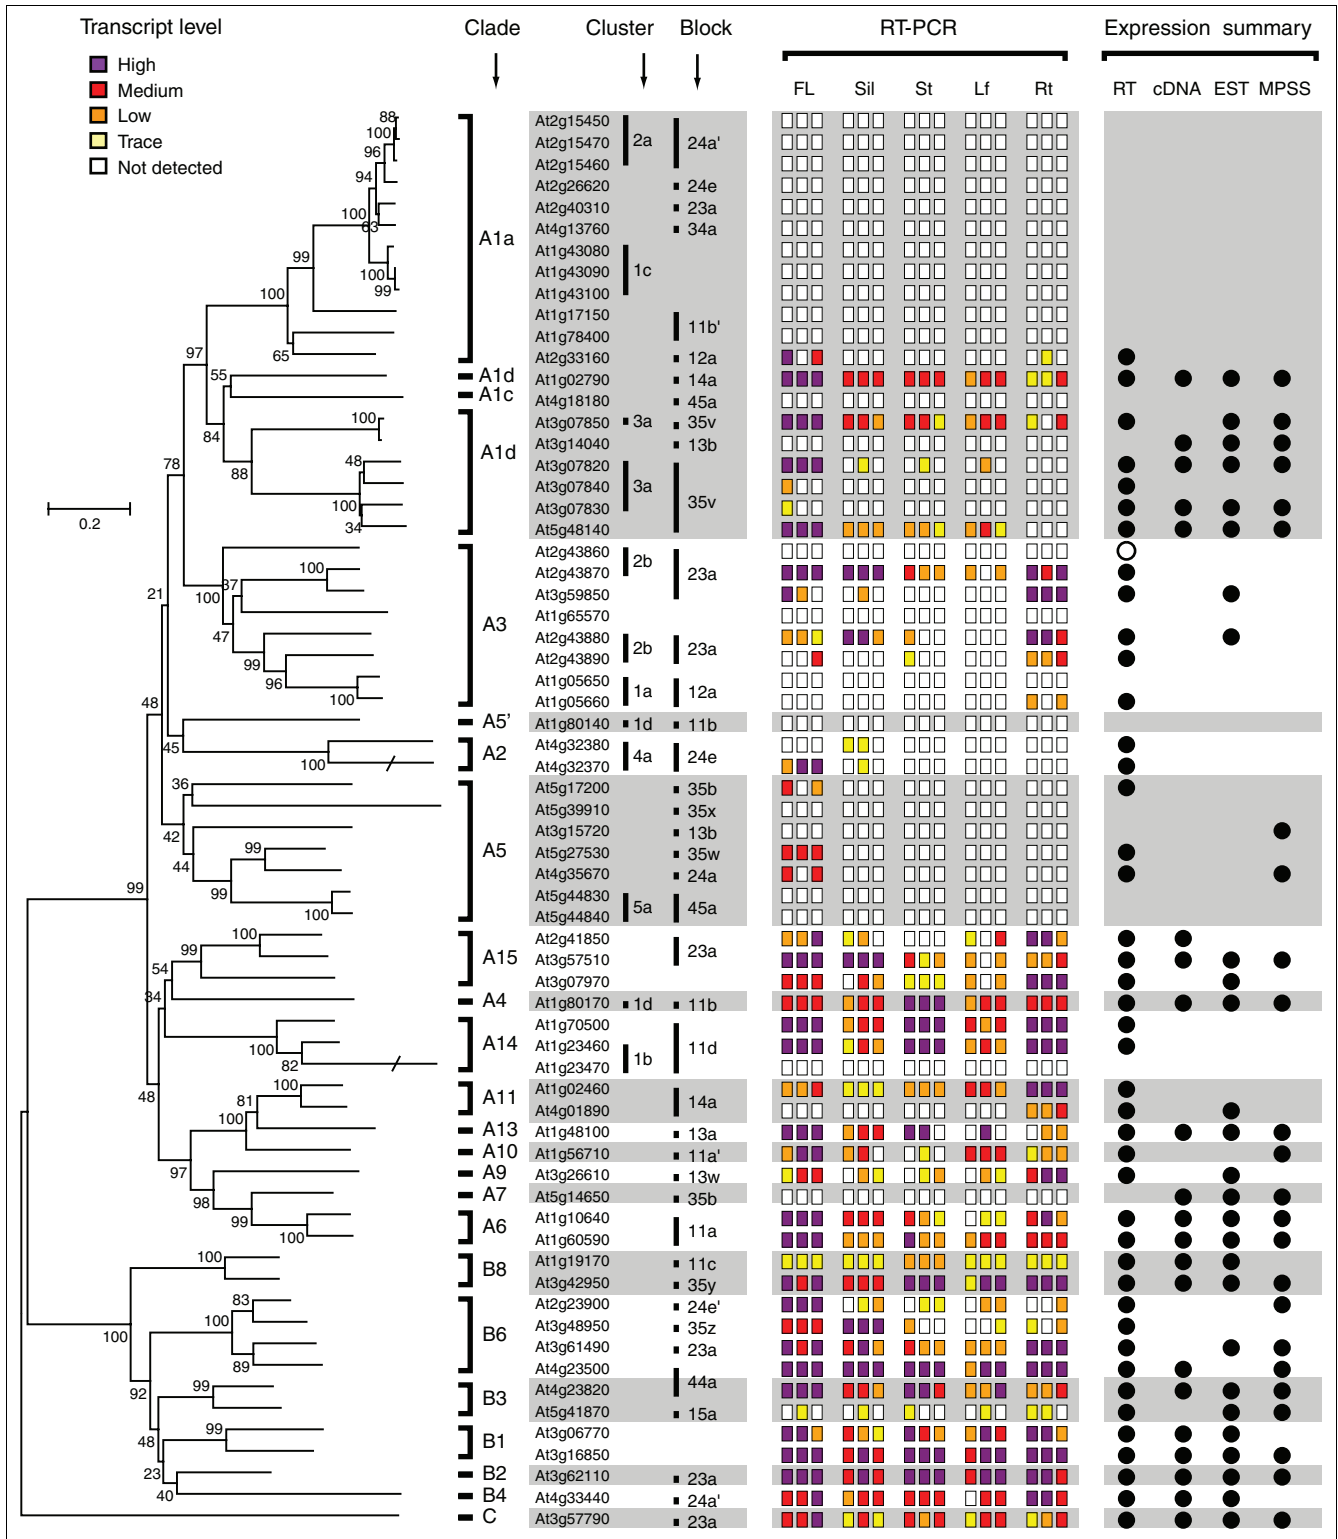 Transcript level Clade Cluster Block RT-PCR Expression summary
High
Medium
Low
Trace
Not detected
FL Sil St Lf Rt RT cDNA EST MPSS
88 At2g15450
100 At2g15470 2a 24a'
96 At2g15460
94 At2g26620 24e
At2g40310 23a
100 63 At4g13760 34a
A1a
99 At1g43080
100 At1g43090 1c
99 At1g43100
100 At1g17150
At1g78400 11b'
97 65 At2g33160 12a
55 A1d At1g02790 14a
A1c At4g18180 45a
100 At3g07850 3a 35v
84 At3g14040 13b
A1d
78 88 48 At3g07820
At3g07840 3a 35v
100 At3g07830
0.2 34 At5g48140
At2g43860 2b
100 At2g43870 23a
21 100 37 At3g59850
At1g65570
A3
47 At2g43880 2b 23a
99 At2g43890
96 At1g05650 1a 12a
100 At1g05660
48 A5' At1g80140 1d 11b
45 A2 At4g32380 4a 24e
100 At4g32370
36 At5g17200 35b
At5g39910 35x
42 At3g15720 13b
99 A5 At5g27530 35w
44 At4g35670 24a
99 99 At5g44830 5a 45a
100 At5g44840
100 At2g41850 23a
99 A15 At3g57510
54 At3g07970
34 A4 At1g80170 1d 11b
At1g70500
100 A14 At1g23460 1b 11d
82 At1g23470
48 100 A11 At1g02460 14a
81 At4g01890
100 A13 At1g48100 13a
A10 At1g56710 11a'
97 A9 At3g26610 13w
98 A7 At5g14650 35b
99 A6 At1g10640 11a
100 At1g60590
100 B8 At1g19170 11c
At3g42950 35y
83 At2g23900 24e'
100 B6 At3g48950 35z
100 At3g61490 23a
89 At4g23500
44a
92 99 B3 At4g23820
At5g41870 15a
99 B1 At3g06770
48 At3g16850
23 B2 At3g62110 23a
40 B4 At4g33440 24a'
C At3g57790 23a